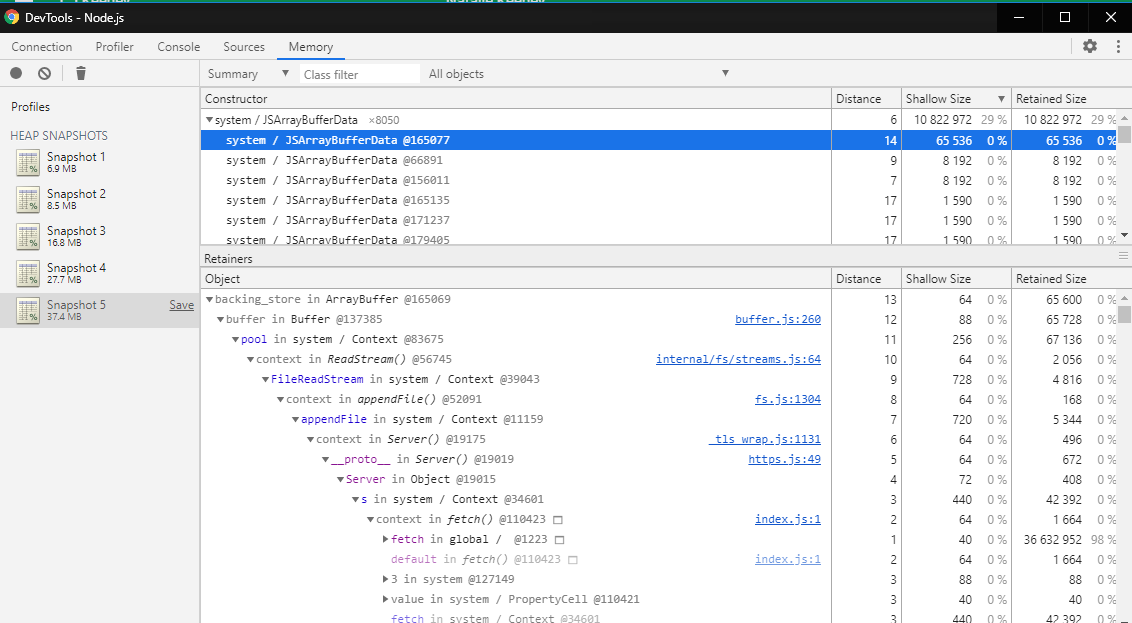 DevTools - Node.js
Connection Profiler Console Sources Memory
Summary ▼ Class filter All objects ▼
Profiles
HEAP SNAPSHOTS
Snapshot 1
6.9 MB
Snapshot 2
8.5 MB
Snapshot 3
16.8 MB
Snapshot 4
27.7 MB
Snapshot 5 Save
37.4 MB
Constructor Distance Shallow Size ▼ Retained Size
▼system / JSArrayBufferData ×8050 6 10 822 972 29 % 10 822 972 29 %
system / JSArrayBufferData @165077 14 65 536 0 % 65 536 0 %
system / JSArrayBufferData @66891 9 8 192 0 % 8 192 0 %
system / JSArrayBufferData @156011 7 8 192 0 % 8 192 0 %
system / JSArrayBufferData @165135 17 1 590 0 % 1 590 0 %
system / JSArrayBufferData @171237 17 1 590 0 % 1 590 0 %
system / JSArrayBufferData @179405 17 1 590 0 % 1 590 0 %
Retainers
Object Distance Shallow Size Retained Size
▼backing_store in ArrayBuffer @165069 13 64 0 % 65 600 0 %
▼buffer in Buffer @137385 buffer.js:260 12 88 0 % 65 728 0 %
▼pool in system / Context @83675 11 256 0 % 67 136 0 %
▼context in ReadStream() @56745 internal/fs/streams.js:64 10 64 0 % 2 056 0 %
▼FileReadStream in system / Context @39043 9 728 0 % 4 816 0 %
▼context in appendFile() @52091 fs.js:1304 8 64 0 % 168 0 %
▼appendFile in system / Context @11159 7 720 0 % 5 344 0 %
▼context in Server() @19175 _tls_wrap.js:1131 6 64 0 % 496 0 %
▼__proto__ in Server() @19019 https.js:49 5 64 0 % 672 0 %
▼Server in Object @19015 4 72 0 % 408 0 %
▼s in system / Context @34601 3 440 0 % 42 392 0 %
▼context in fetch() @110423 index.js:1 2 64 0 % 1 664 0 %
▶fetch in global / @1223 1 40 0 % 36 632 952 98 %
default in fetch() @110423 index.js:1 2 64 0 % 1 664 0 %
▶3 in system @127149 3 88 0 % 88 0 %
▶value in system / PropertyCell @110421 3 40 0 % 40 0 %
fetch in system / Context @34601 3 440 0 % 42 392 0 %